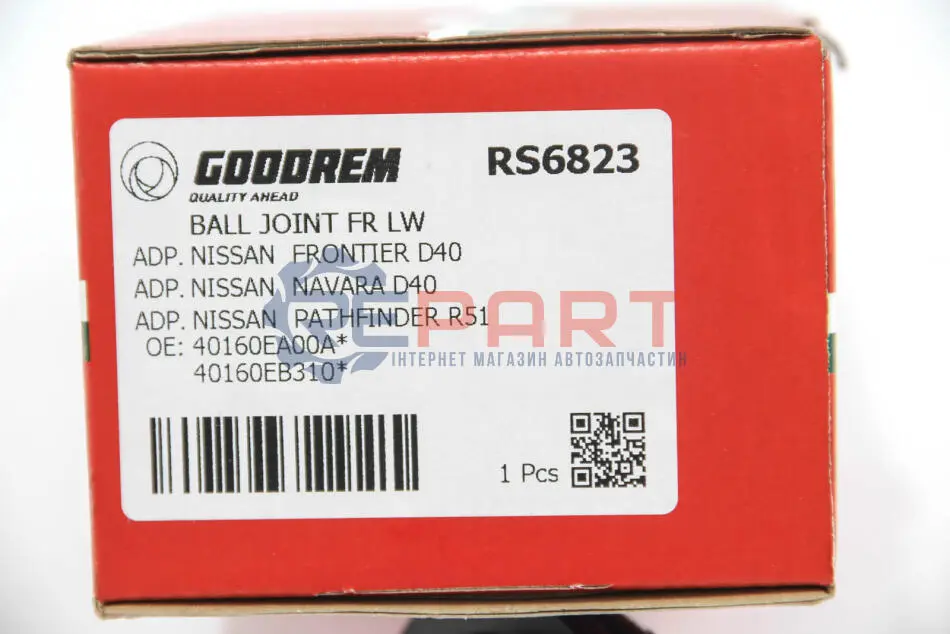 GOODREM
QUALITY AHEAD
RS6823
BALL JOINT FR LW
ADP. NISSAN FRONTIER D40
ADP. NISSAN NAVARA D40
ADP. NISSAN PATHFINDER R51
OE: 40160EA00A*
40160EB310*
1 Pcs
REPART
ІНТЕРНЕТ МАГАЗИН АВТОЗАПЧАСТИН